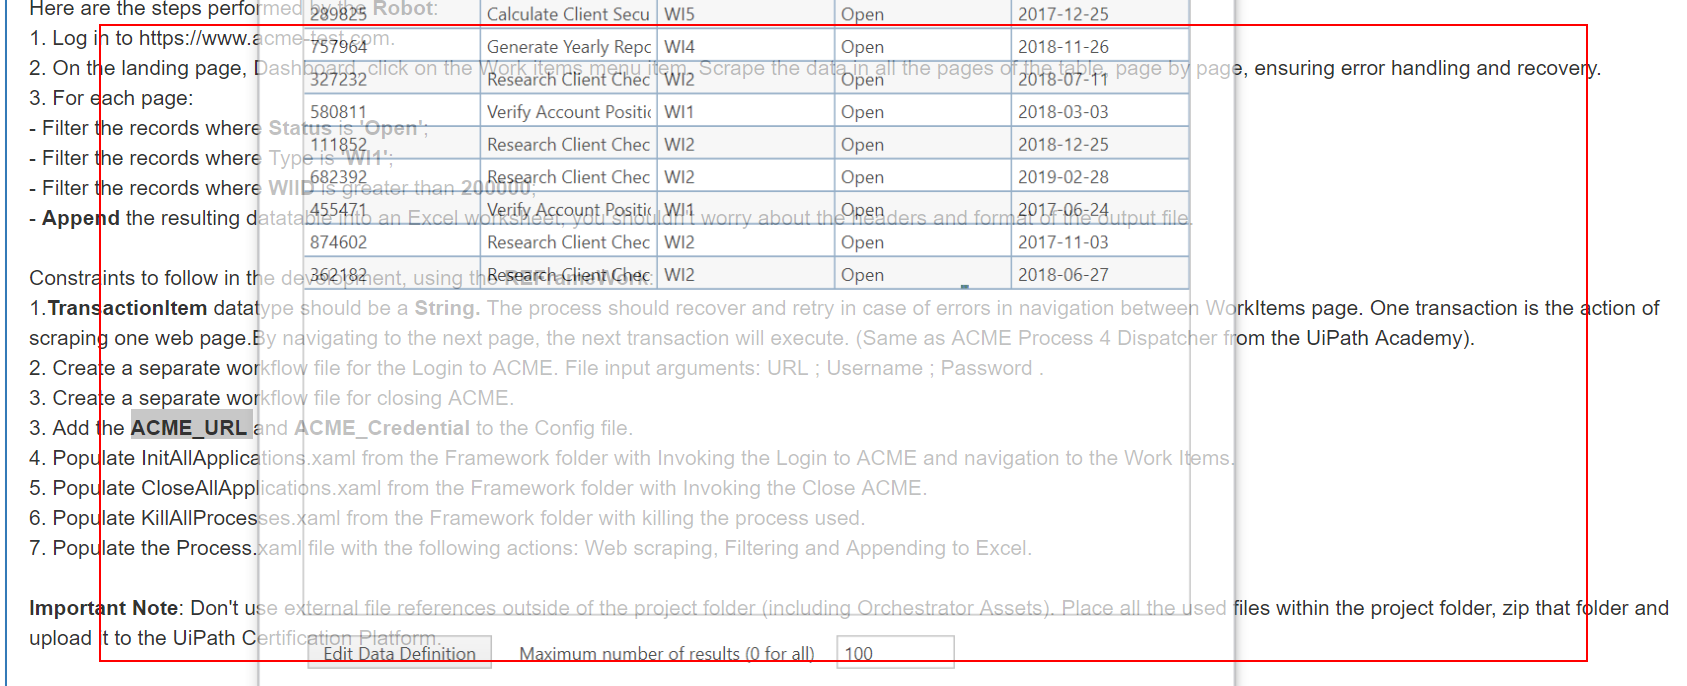 Here are the steps performed by the Robot:
1. Log in to https://www.acme-test.com.
2. On the landing page, Dashboard, click on the Work items menu item. Scrape the data in all the pages of the table, page by page, ensuring error handling and recovery.
3. For each page:
- Filter the records where Status is 'Open';
- Filter the records where Type is 'WI1';
- Filter the records where WIID is greater than 200000;
- Append the resulting datatable into an Excel worksheet, you shouldn't worry about the headers and format of the output file.
Constraints to follow in the development, using the REFrameWork:
1.TransactionItem datatype should be a String. The process should recover and retry in case of errors in navigation between WorkItems page. One transaction is the action of
scraping one web page.By navigating to the next page, the next transaction will execute. (Same as ACME Process 4 Dispatcher from the UiPath Academy).
2. Create a separate workflow file for the Login to ACME. File input arguments: URL ; Username ; Password .
3. Create a separate workflow file for closing ACME.
3. Add the ACME_URL and ACME_Credential to the Config file.
4. Populate InitAllApplications.xaml from the Framework folder with Invoking the Login to ACME and navigation to the Work Items.
5. Populate CloseAllApplications.xaml from the Framework folder with Invoking the Close ACME.
6. Populate KillAllProcesses.xaml from the Framework folder with killing the process used.
7. Populate the Process.xaml file with the following actions: Web scraping, Filtering and Appending to Excel.
Important Note: Don't use external file references outside of the project folder (including Orchestrator Assets). Place all the used files within the project folder, zip that folder and
upload it to the UiPath Certification Platform.
289825 Calculate Client Secu WI5 Open 2017-12-25
757964 Generate Yearly Repc WI4 Open 2018-11-26
327232 Research Client Chec WI2 Open 2018-07-11
580811 Verify Account Positic WI1 Open 2018-03-03
111852 Research Client Chec WI2 Open 2018-12-25
682392 Research Client Chec WI2 Open 2019-02-28
455471 Verify Account Positic WI1 Open 2017-06-24
874602 Research Client Chec WI2 Open 2017-11-03
362182 Research Client Chec WI2 Open 2018-06-27
Edit Data Definition Maximum number of results (0 for all) 100